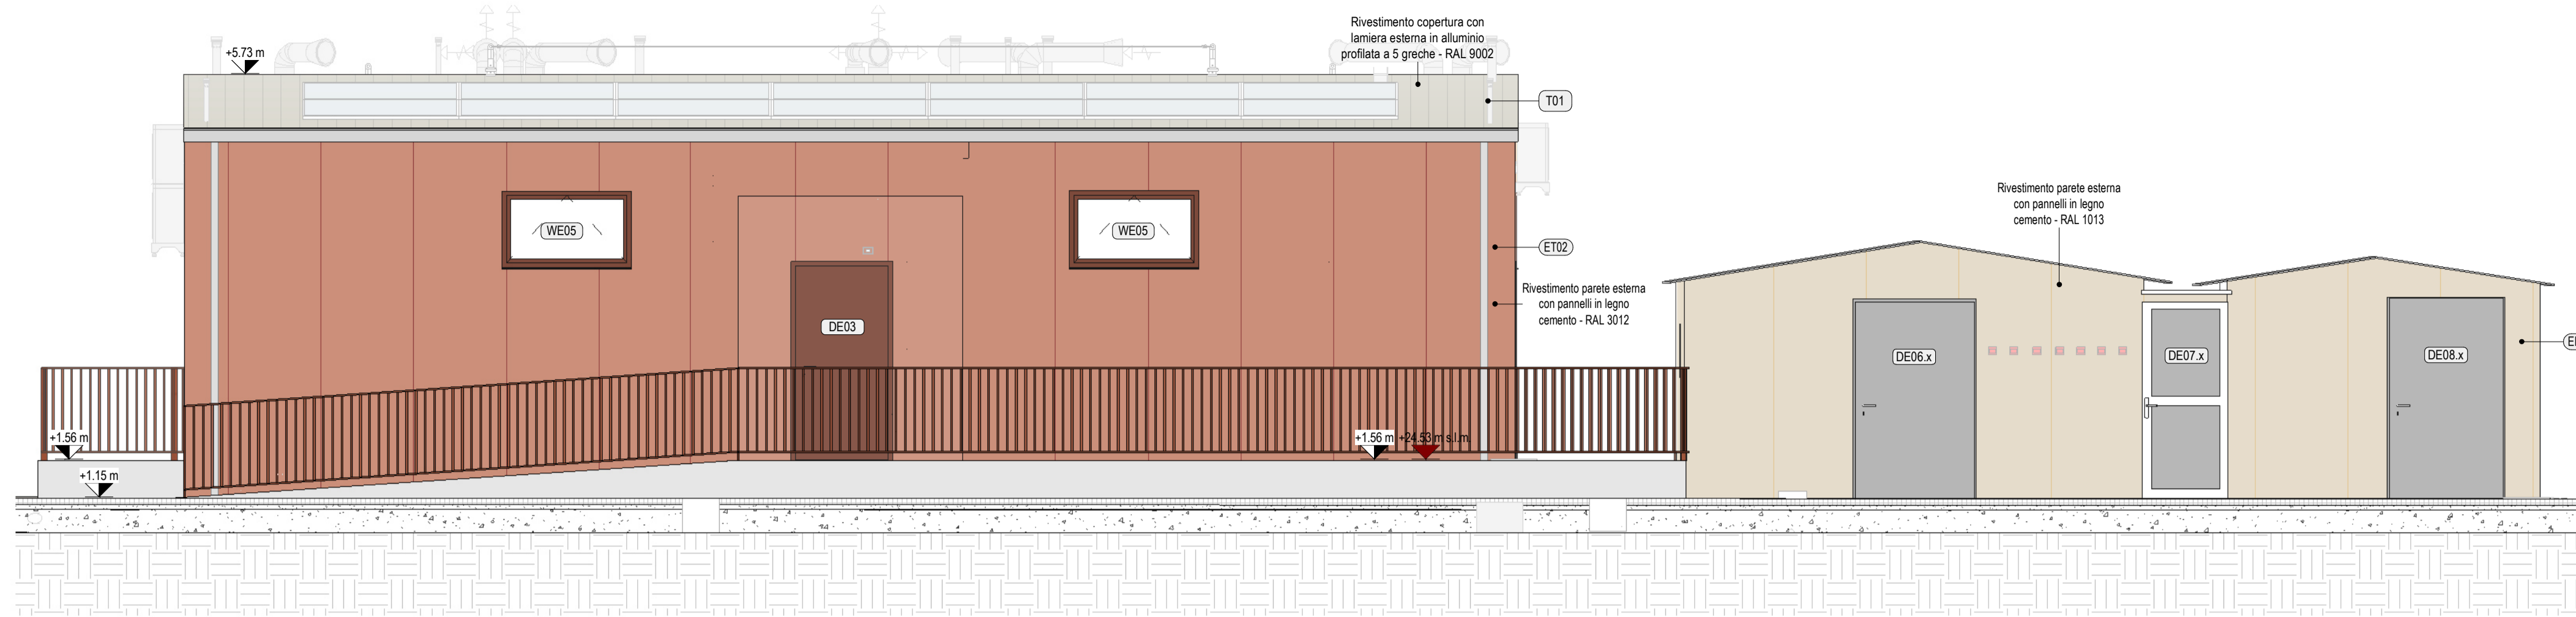 Rivestimento copertura con
lamiera esterna in alluminio
profilata a 5 greche - RAL 9002
+5.73 m
T01
Rivestimento parete esterna
con pannelli in legno
cemento - RAL 1013
WE05
WE05
ET02
Rivestimento parete esterna
con pannelli in legno
cemento - RAL 3012
DE03
DE06.x
DE07.x
DE08.x
+1.56 m
+1.56 m
+24.53 m s.l.m.
+1.15 m